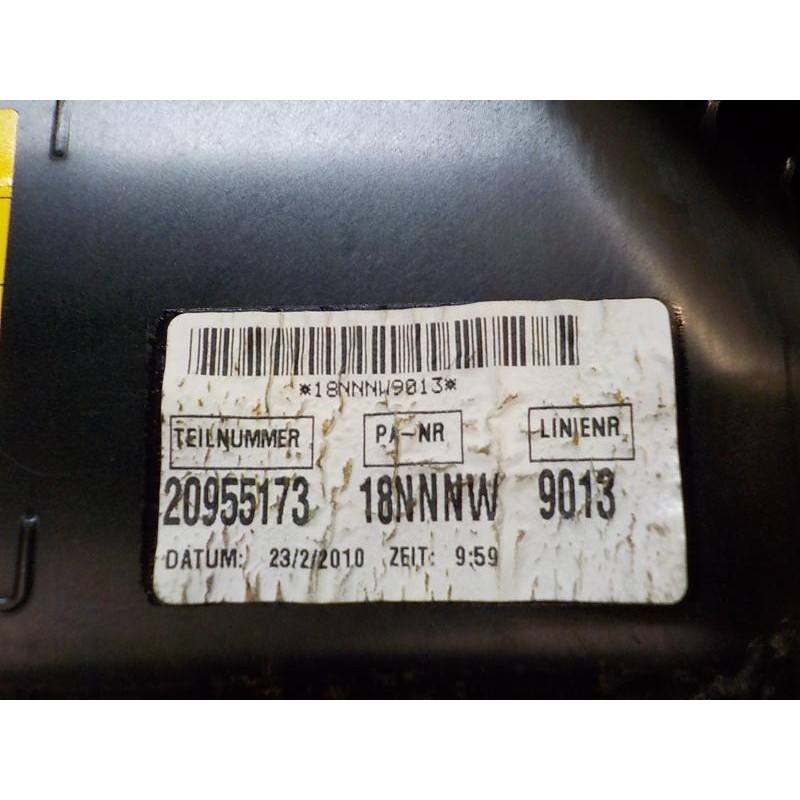 *18NNNW9013*
TEILNUMMER PA-NR LINIENR
20955173 18NNNW 9013
DATUM: 23/2/2010 ZEIT: 9:59